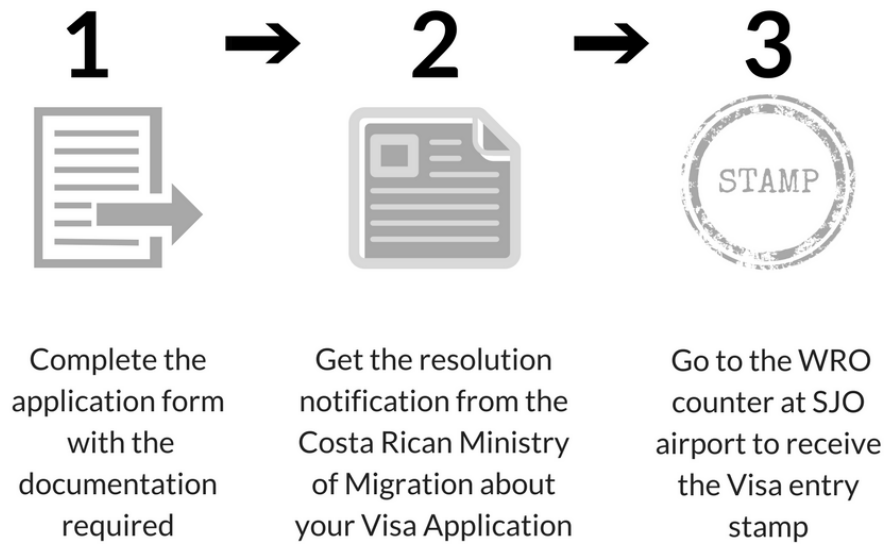 1
2
3
STAMP
Complete the
application form
with the
documentation
required
Get the resolution
notification from the
Costa Rican Ministry
of Migration about
your Visa Application
Go to the WRO
counter at SJO
airport to receive
the Visa entry
stamp